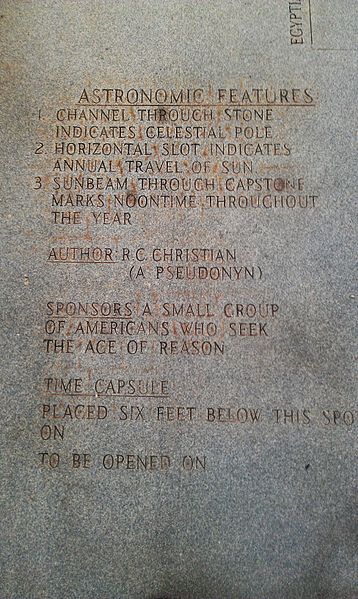 EGYPTI
ASTRONOMIC FEATURES
1. CHANNEL THROUGH STONE
INDICATES CELESTIAL POLE
2. HORIZONTAL SLOT INDICATES
ANNUAL TRAVEL OF SUN
3. SUNBEAM THROUGH CAPSTONE
MARKS NOONTIME THROUGHOUT
THE YEAR
AUTHOR: R.C. CHRISTIAN
(A PSEUDONYN)
SPONSORS: A SMALL GROUP
OF AMERICANS WHO SEEK
THE AGE OF REASON
TIME CAPSULE
PLACED SIX FEET BELOW THIS SPO
ON
TO BE OPENED ON